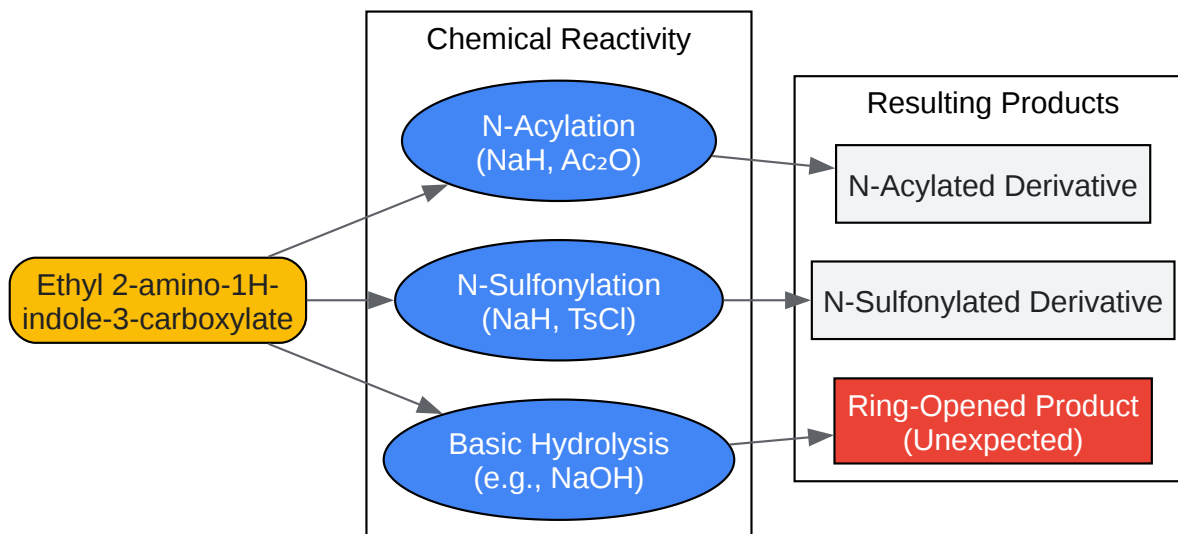 Chemical Reactivity
Resulting Products
N-Acylation
(NaH, Ac₂O)
N-Acylated Derivative
Ethyl 2-amino-1H-
indole-3-carboxylate
N-Sulfonylation
(NaH, TsCl)
N-Sulfonylated Derivative
Basic Hydrolysis
(e.g., NaOH)
Ring-Opened Product
(Unexpected)